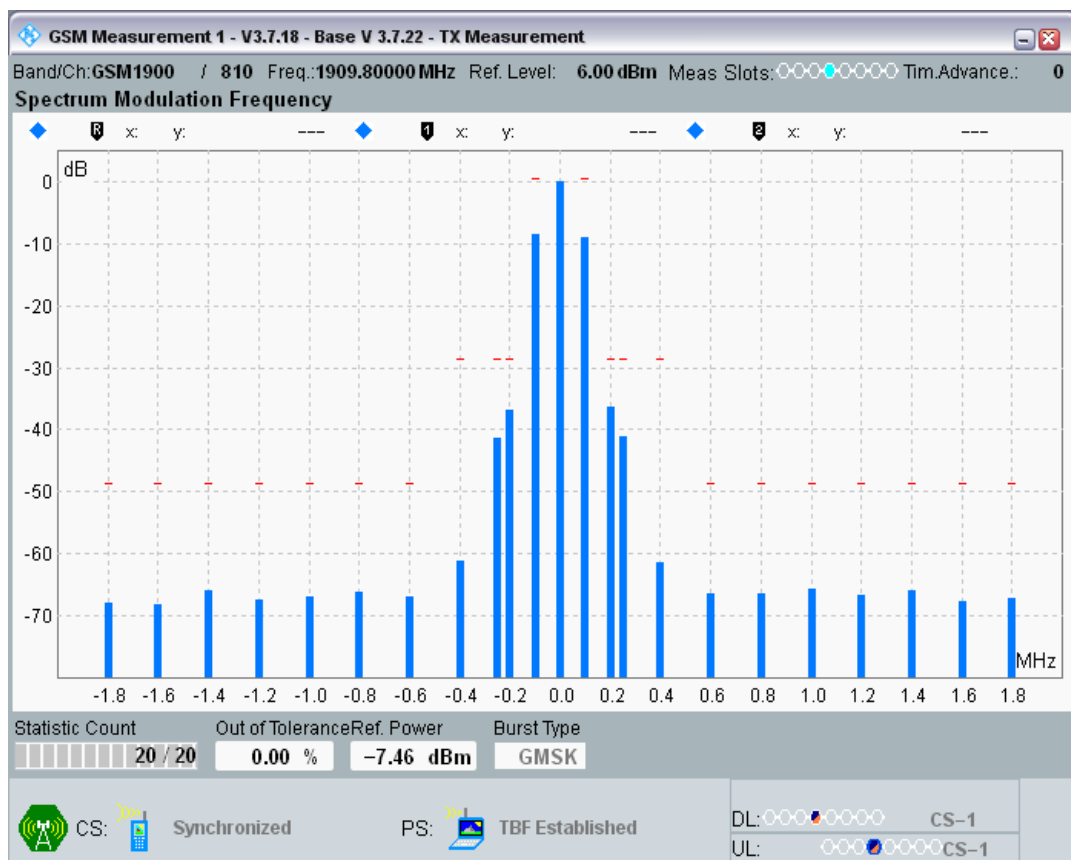 GSM Measurement 1 - V3.7.18 - Base V 3.7.22 - TX Measurement
Band/Ch:GSM1900 / 810 Freq.:1909.80000 MHz Ref. Level: 6.00 dBm Meas Slots: Tim.Advance.: 0
Spectrum Modulation Frequency
R x: y: --- 1 x: y: --- 2 x: y: ---
dB
0
-10
-20
-30
-40
-50
-60
-70
MHz
-1.8 -1.6 -1.4 -1.2 -1.0 -0.8 -0.6 -0.4 -0.2 0.0 0.2 0.4 0.6 0.8 1.0 1.2 1.4 1.6 1.8
Statistic Count Out of Tolerance Ref. Power Burst Type
20 / 20 0.00 % −7.46 dBm GMSK
CS: Synchronized PS: TBF Established
DL: CS−1
UL: CS−1